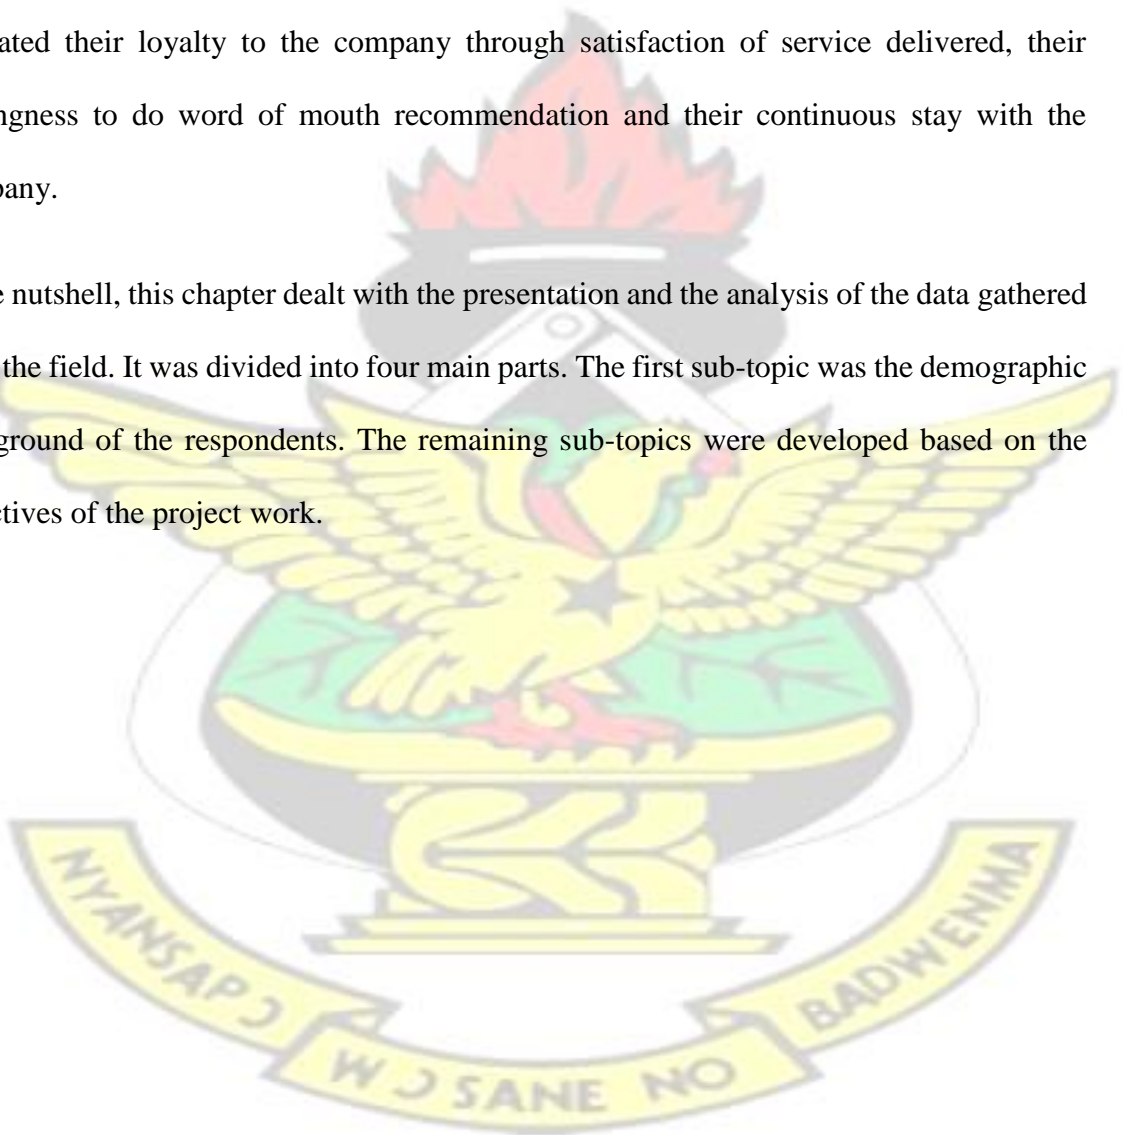 ated their loyalty to the company through satisfaction of service delivered, their
ngness to do word of mouth recommendation and their continuous stay with the
pany.
e nutshell, this chapter dealt with the presentation and the analysis of the data gathered
the field. It was divided into four main parts. The first sub-topic was the demographic
ground of the respondents. The remaining sub-topics were developed based on the
ctives of the project work.
NYANSAPƆ
WƆ SANE NO
BADWENMA